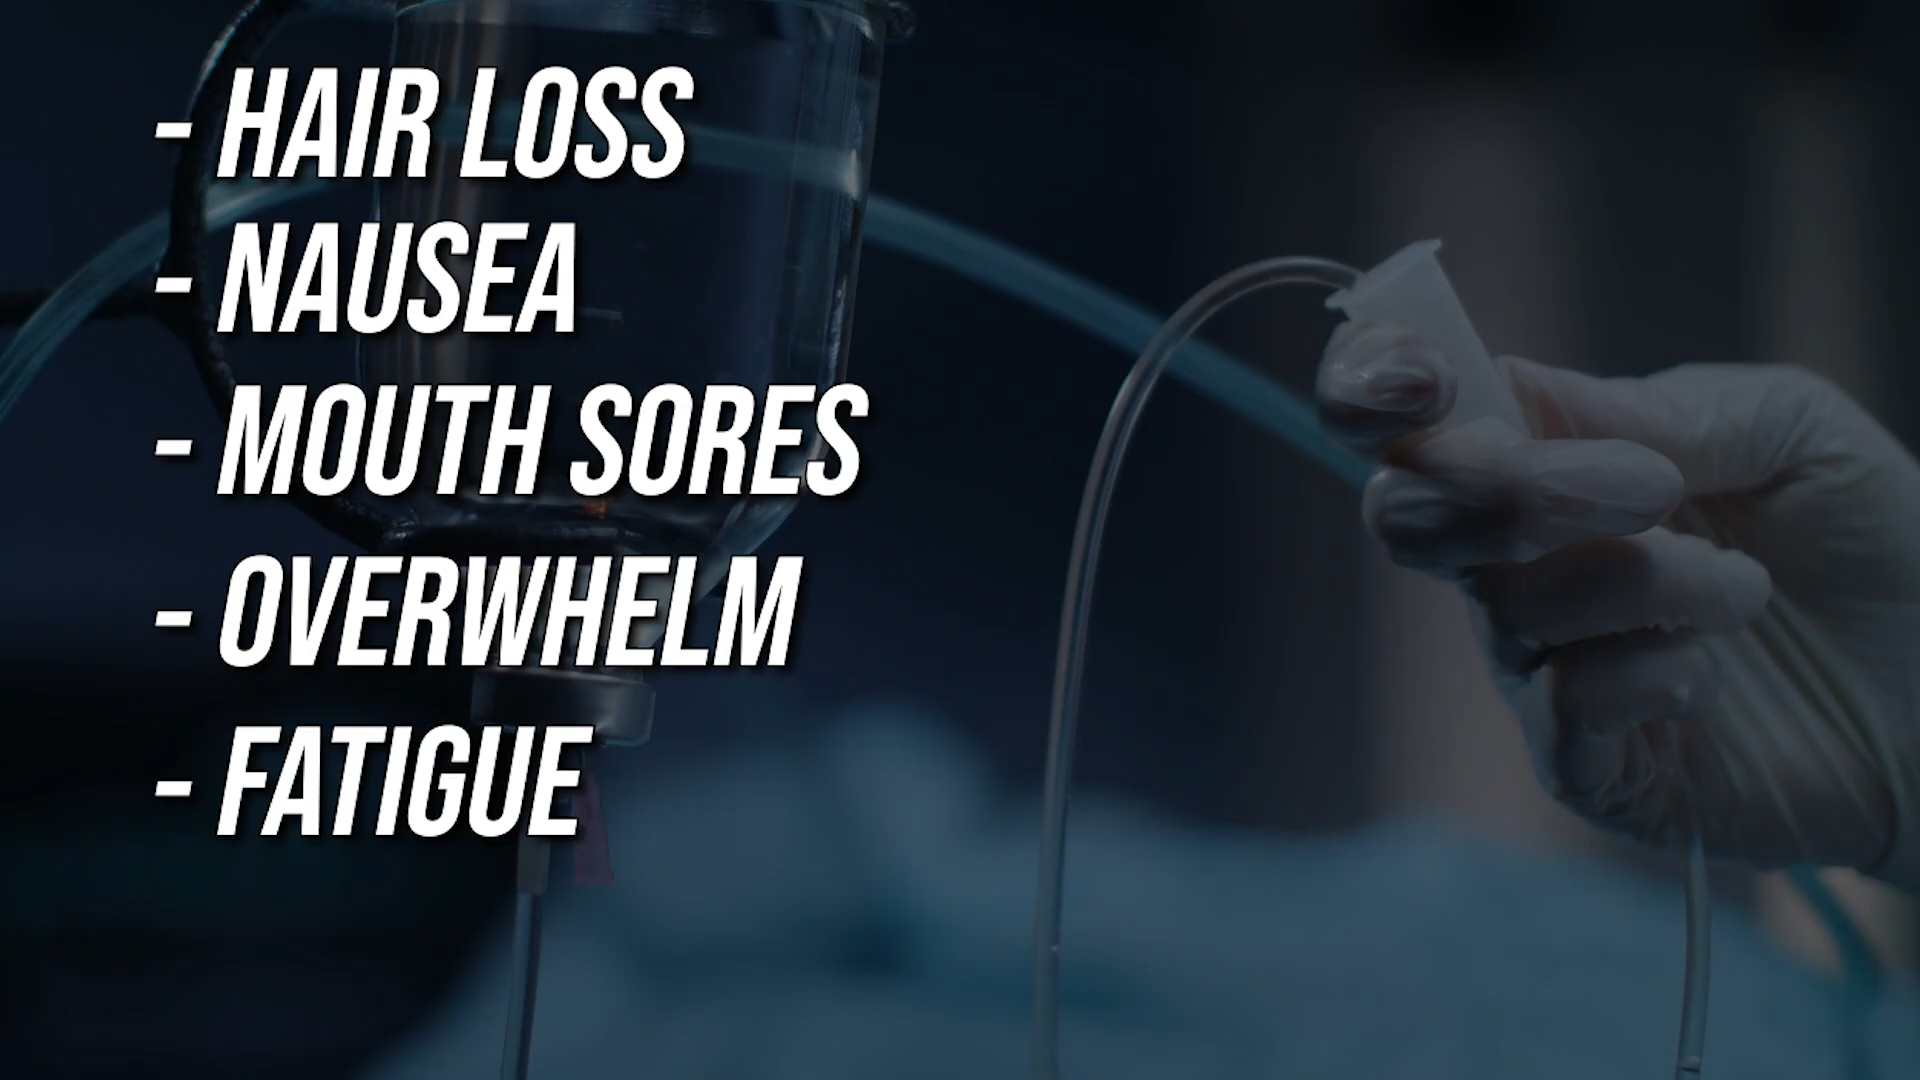 - HAIR LOSS
- NAUSEA
- MOUTH SORES
- OVERWHELM
- FATIGUE